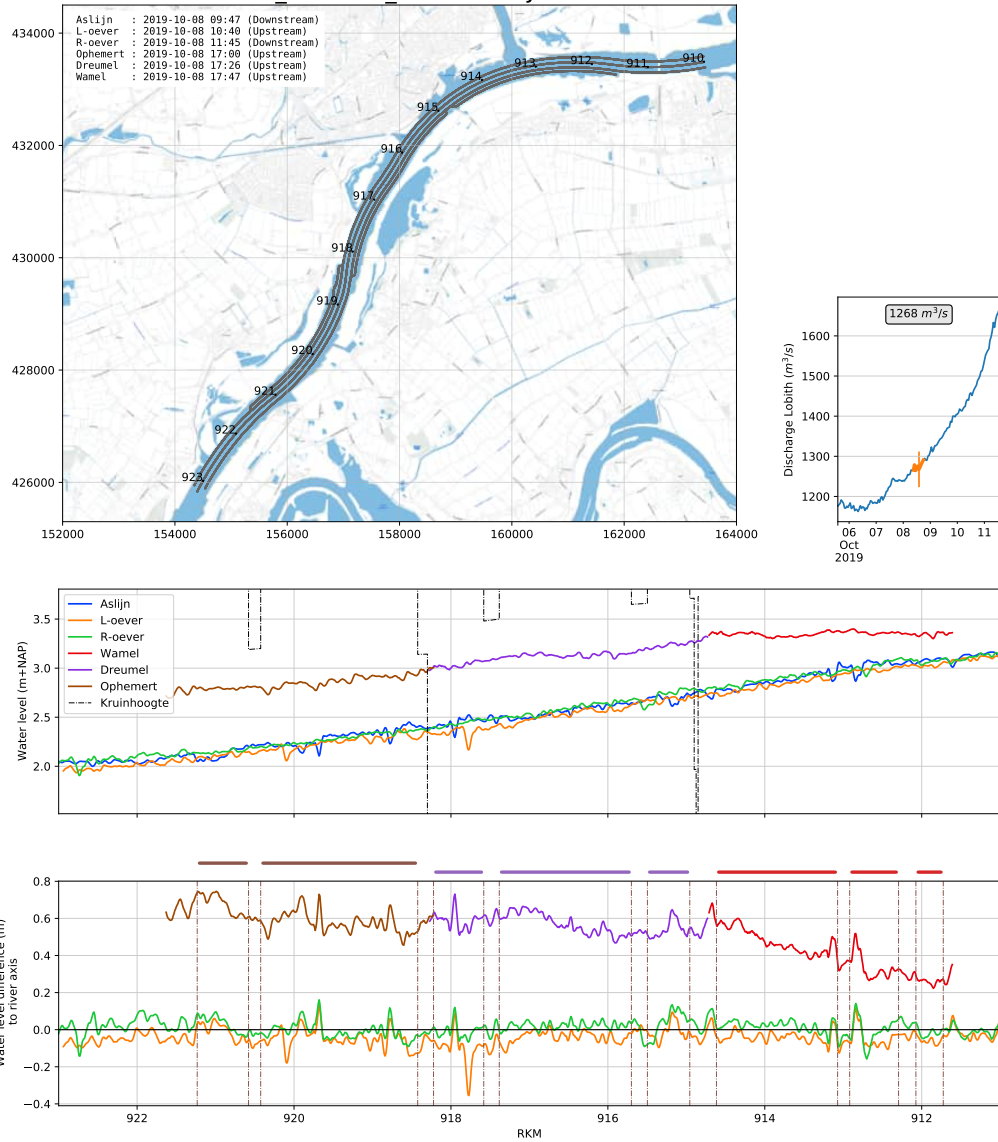 434000
432000
430000
428000
426000
152000 154000 156000 158000 160000 162000 164000
Aslijn : 2019-10-08 09:47 (Downstream)
L-oever : 2019-10-08 10:40 (Upstream)
R-oever : 2019-10-08 11:45 (Downstream)
Ophemert : 2019-10-08 17:00 (Upstream)
Dreumel : 2019-10-08 17:26 (Upstream)
Wamel : 2019-10-08 17:47 (Upstream)
910
911
912
913
914
915
916
917
918
919
920
921
922
923
1268 m³/s
Discharge Lobith (m³/s)
1600
1500
1400
1300
1200
06 07 08 09 10 11
Oct
2019
Water level (m+NAP)
3.5
3.0
2.5
2.0
Aslijn
L-oever
R-oever
Wamel
Dreumel
Ophemert
Kruinhoogte
level difference (m)
to river axis
0.8
0.6
0.4
0.2
0.0
−0.2
−0.4
922 920 918 916 914 912
RKM